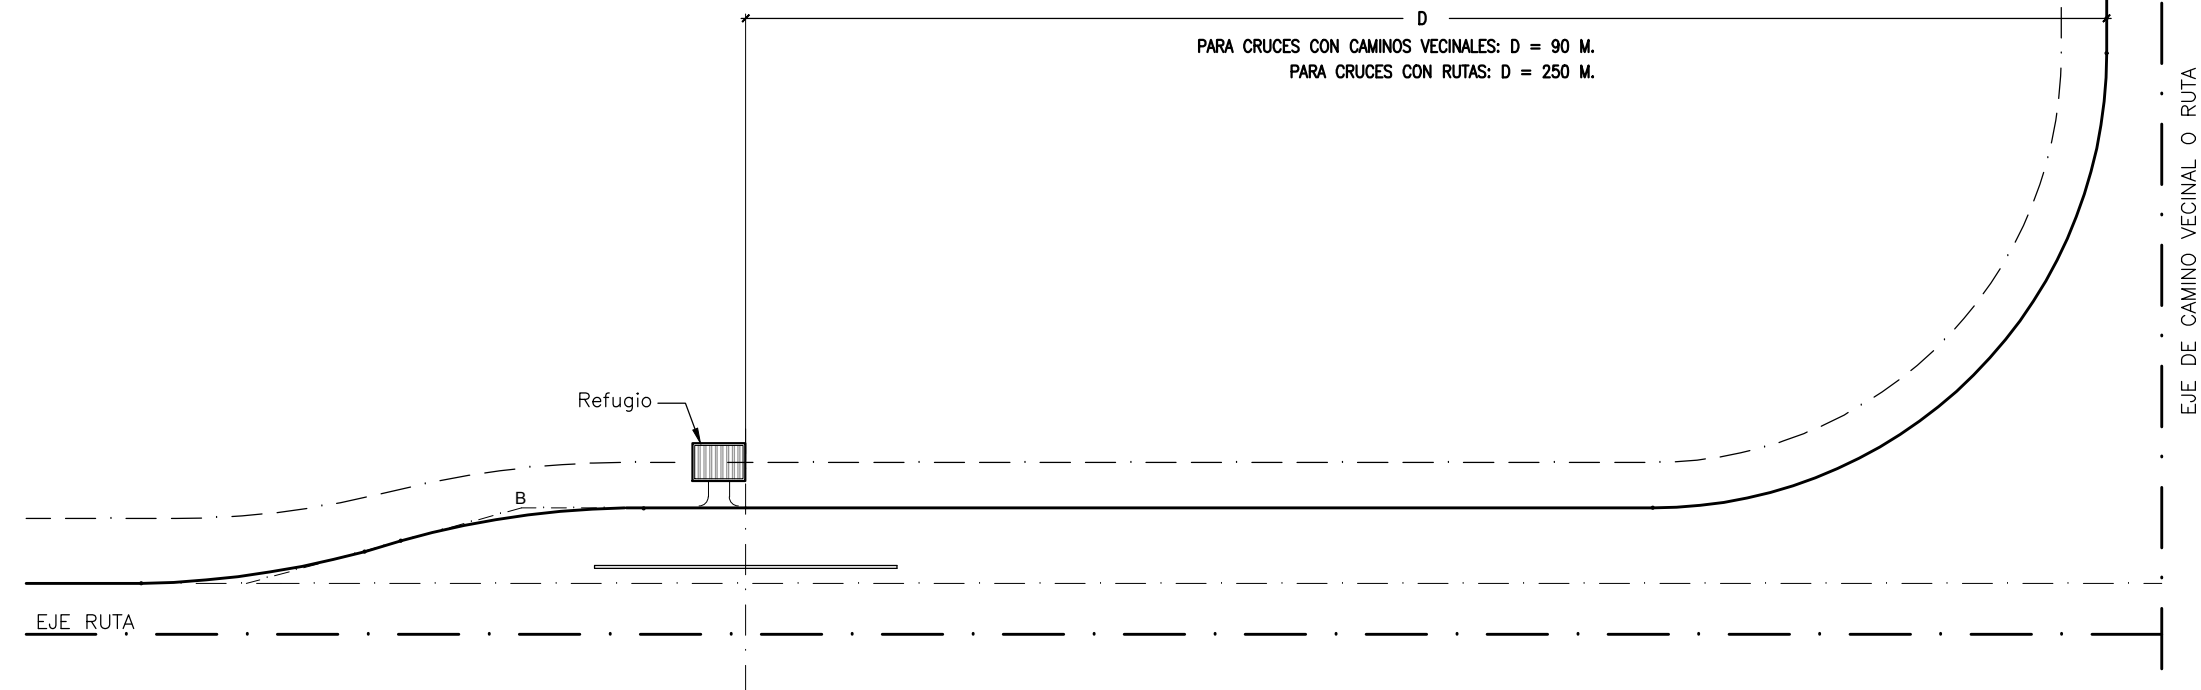 D
PARA CRUCES CON CAMINOS VECINALES: D = 90 M.
PARA CRUCES CON RUTAS: D = 250 M.
EJE DE CAMINO VECINAL O RUTA
Refugio
B
EJE RUTA